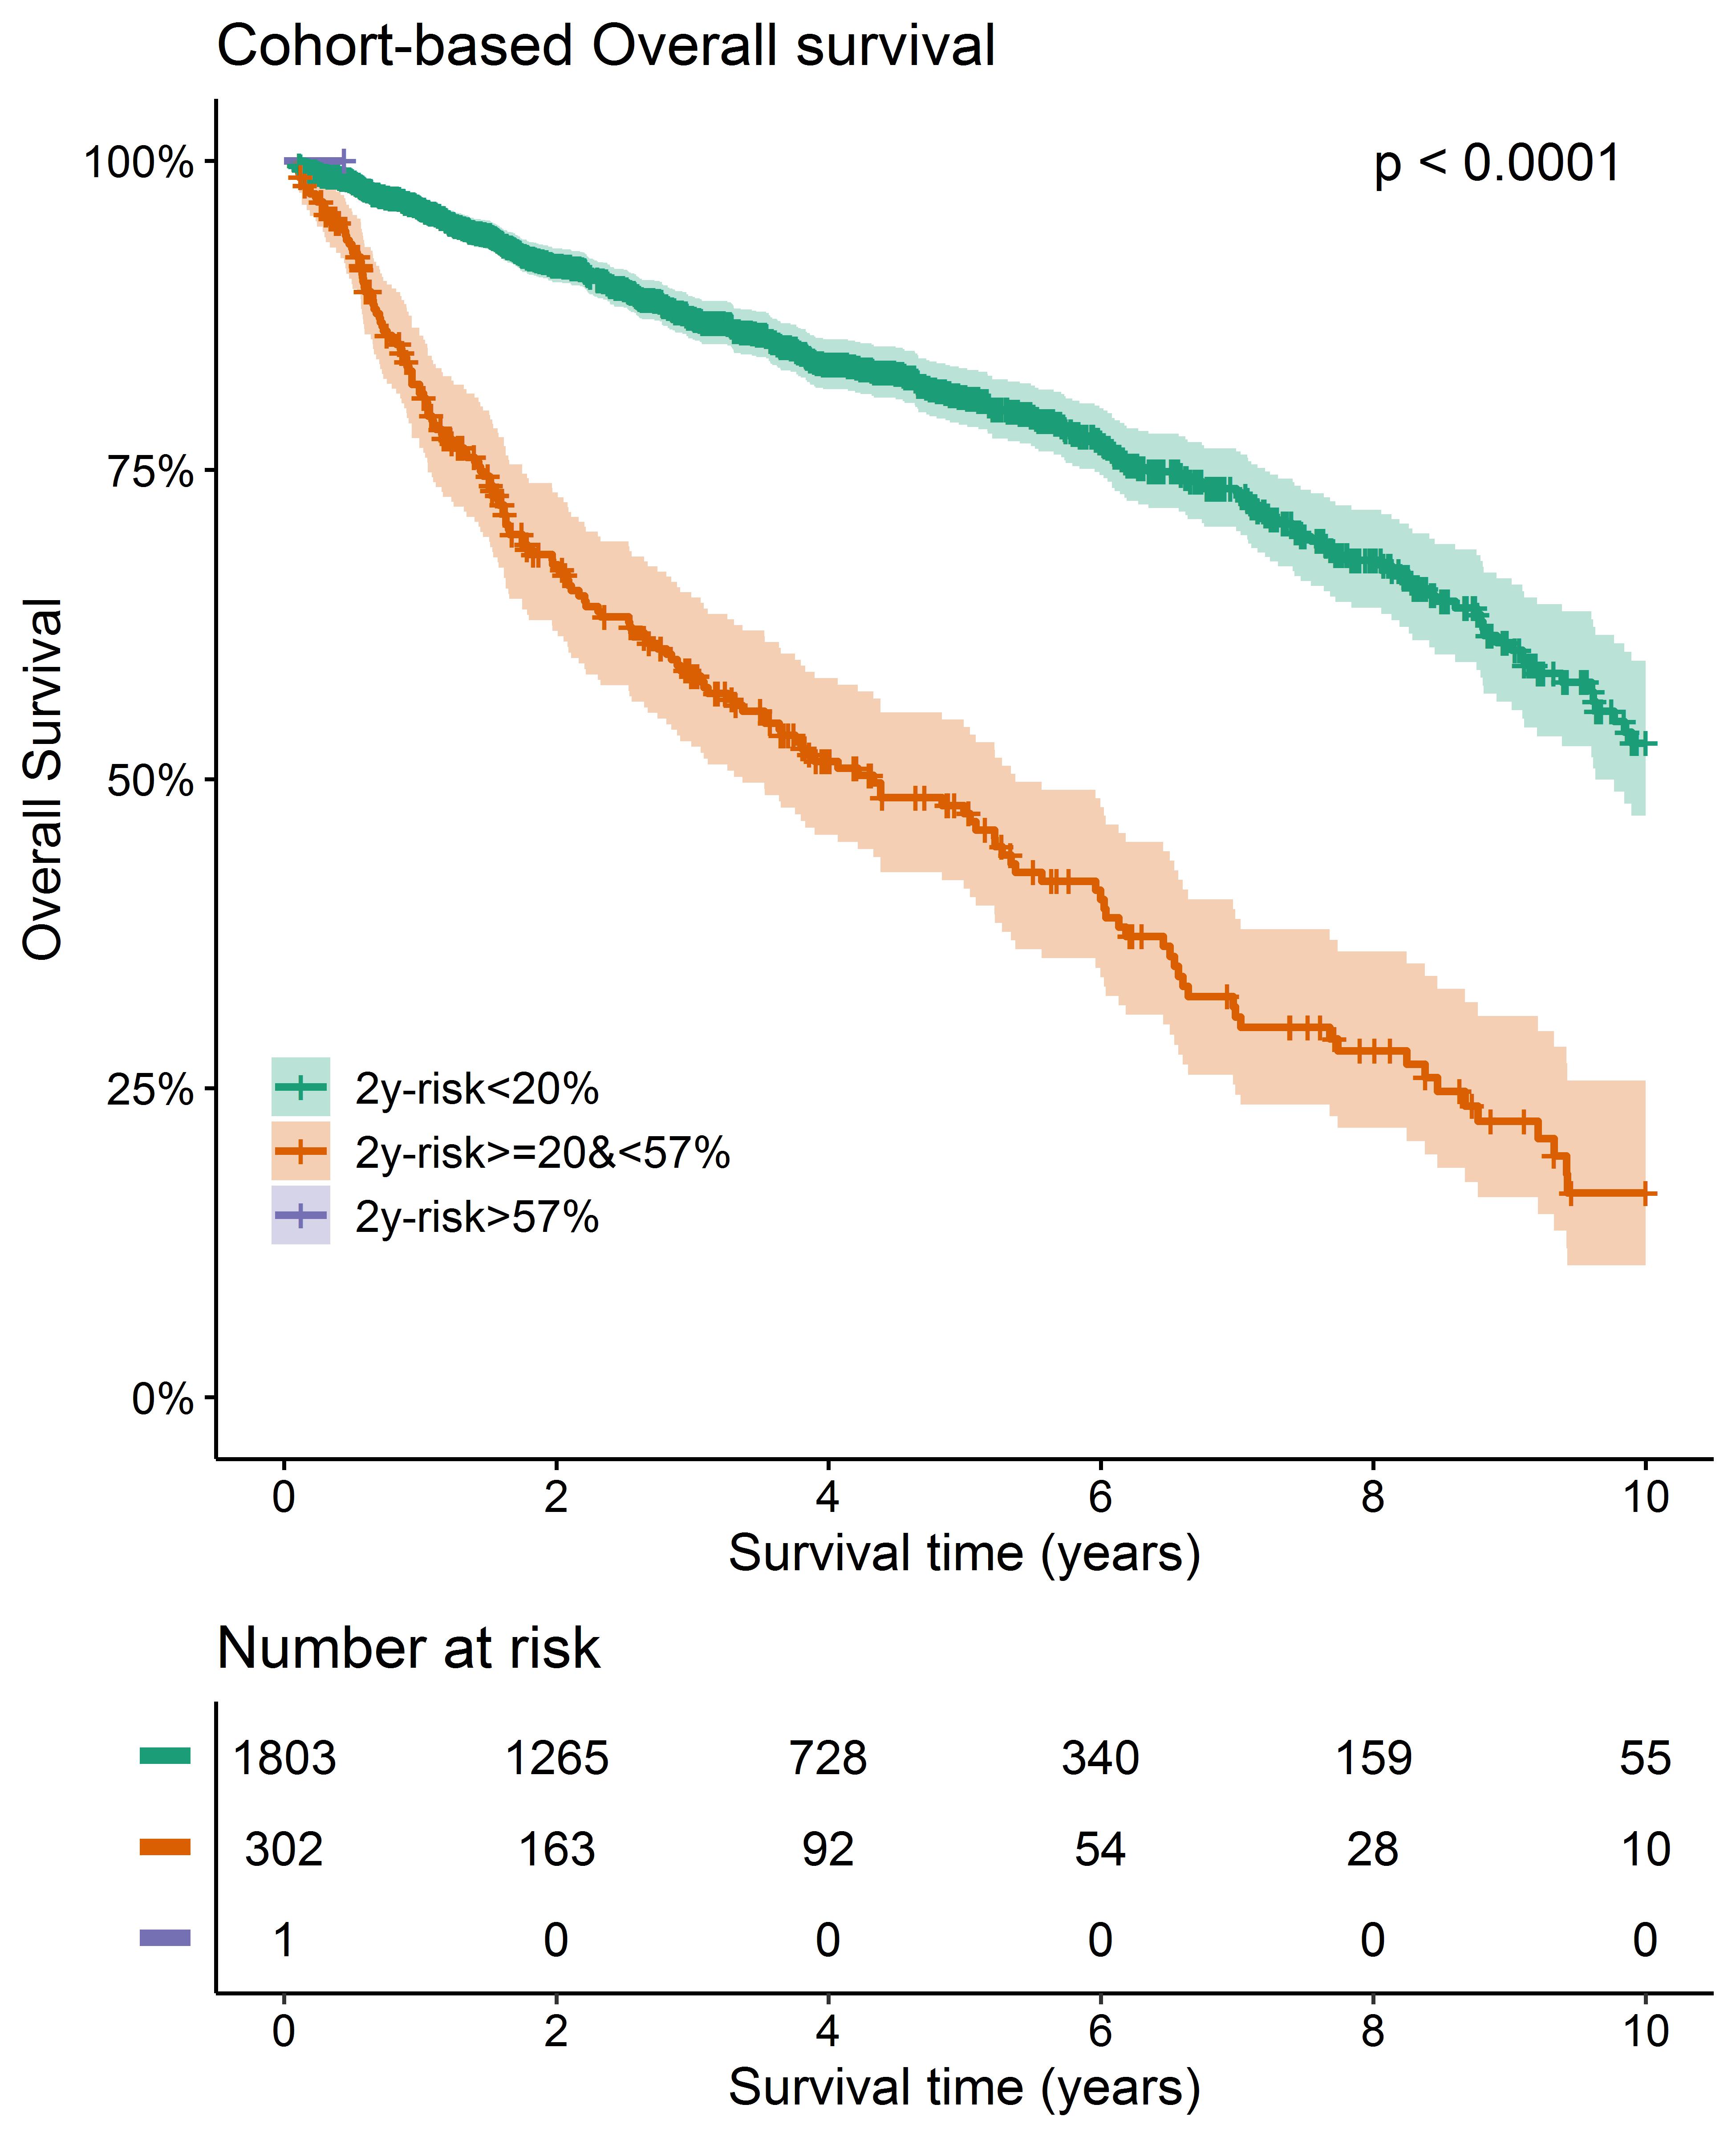 Cohort-based Overall survival
p < 0.0001
100%
75%
50%
25%
0%
Overall Survival
2y-risk<20%
2y-risk>=20&<57%
2y-risk>57%
0 2 4 6 8 10
Survival time (years)
Number at risk
1803 1265 728 340 159 55
302 163 92 54 28 10
1 0 0 0 0 0
0 2 4 6 8 10
Survival time (years)